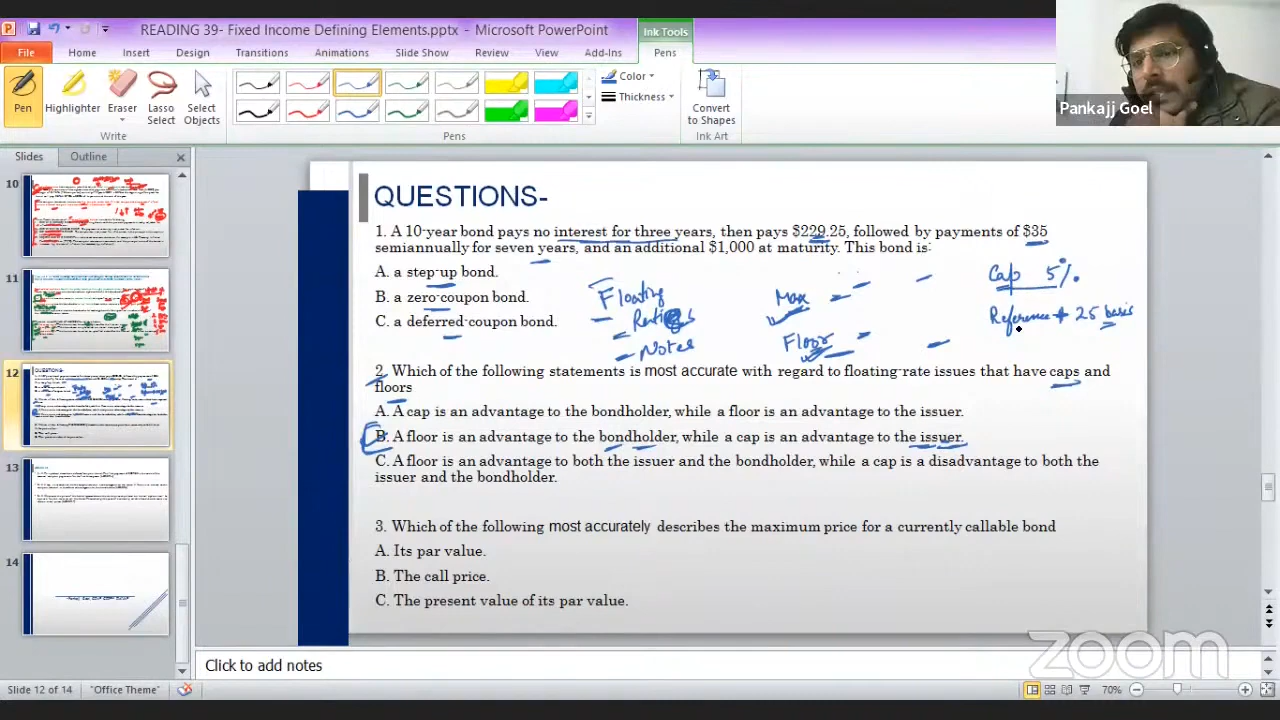 READING 39- Fixed Income Defining Elements.pptx - Microsoft PowerPoint
Ink Tools
File Home Insert Design Transitions Animations Slide Show Review View Add-Ins Pens
Pen
Highlighter
Eraser
Lasso Select
Select Objects
Color
Thickness
Convert to Shapes
Write
Pens
Ink Art
Pankajj Goel
Slides Outline
10
11
12
13
14
QUESTIONS-
1. A 10-year bond pays no interest for three years, then pays $229.25, followed by payments of $35
semiannually for seven years, and an additional $1,000 at maturity. This bond is:
A. a step-up bond.
B. a zero-coupon bond.
C. a deferred-coupon bond.
Floating
Notes
Max
Floor
Cap 5%
Reference + 25 basis
2. Which of the following statements is most accurate with regard to floating-rate issues that have caps and
floors
A. A cap is an advantage to the bondholder, while a floor is an advantage to the issuer.
B. A floor is an advantage to the bondholder, while a cap is an advantage to the issuer.
C. A floor is an advantage to both the issuer and the bondholder, while a cap is a disadvantage to both the
issuer and the bondholder.
3. Which of the following most accurately describes the maximum price for a currently callable bond
A. Its par value.
B. The call price.
C. The present value of its par value.
zoom
Click to add notes
Slide 12 of 14 "Office Theme" 70%